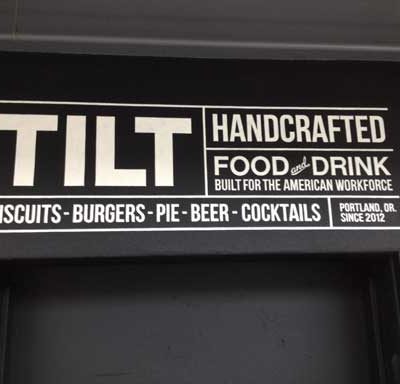 TILT
HANDCRAFTED
FOOD and DRINK
BUILT FOR THE AMERICAN WORKFORCE
ISCUITS - BURGERS - PIE - BEER - COCKTAILS
PORTLAND, OR.
SINCE 2012